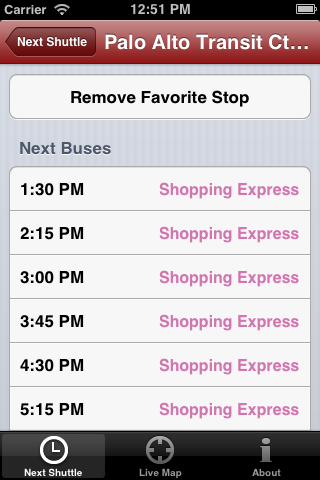 Carrier 12:51 PM
Next Shuttle Palo Alto Transit Ct...
Remove Favorite Stop
Next Buses
1:30 PM Shopping Express
2:15 PM Shopping Express
3:00 PM Shopping Express
3:45 PM Shopping Express
4:30 PM Shopping Express
5:15 PM Shopping Express
Next Shuttle Live Map About